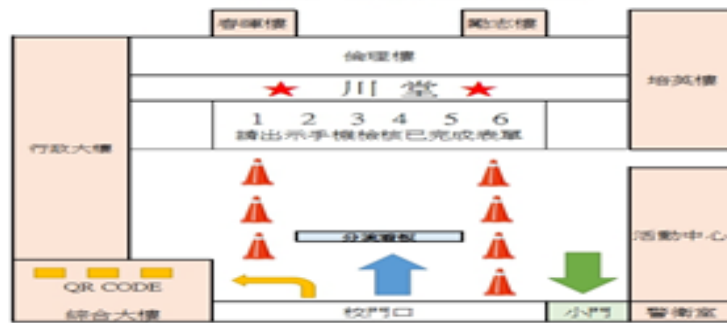 春暉樓
勵志樓
倫理樓
培英樓
川 堂
1 2 3 4 5 6
請出示手機檢核已完成表單
行政大樓
分流看板
活動中心
QR CODE
綜合大樓
校門口
小門
警衛室